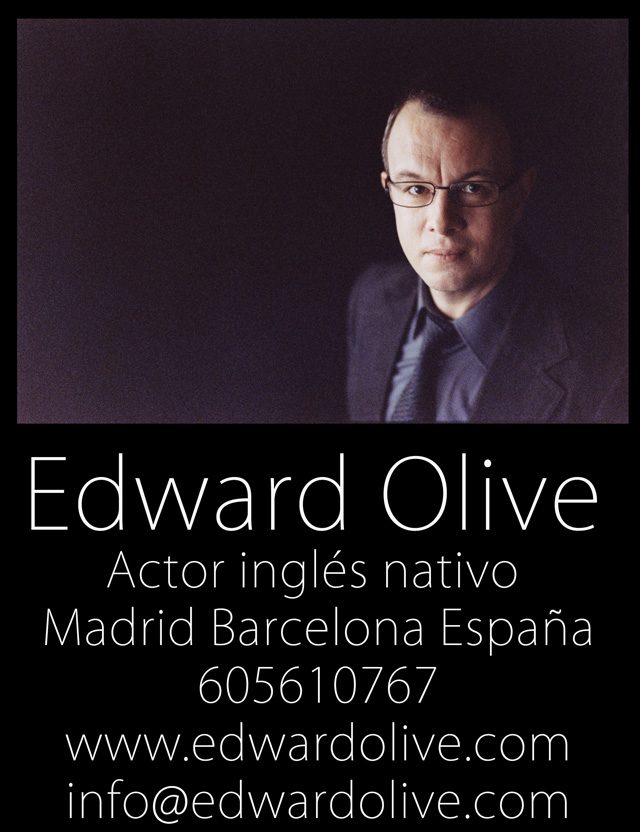 Edward Olive
Actor inglés nativo
Madrid Barcelona España
605610767
www.edwardolive.com
info@edwardolive.com